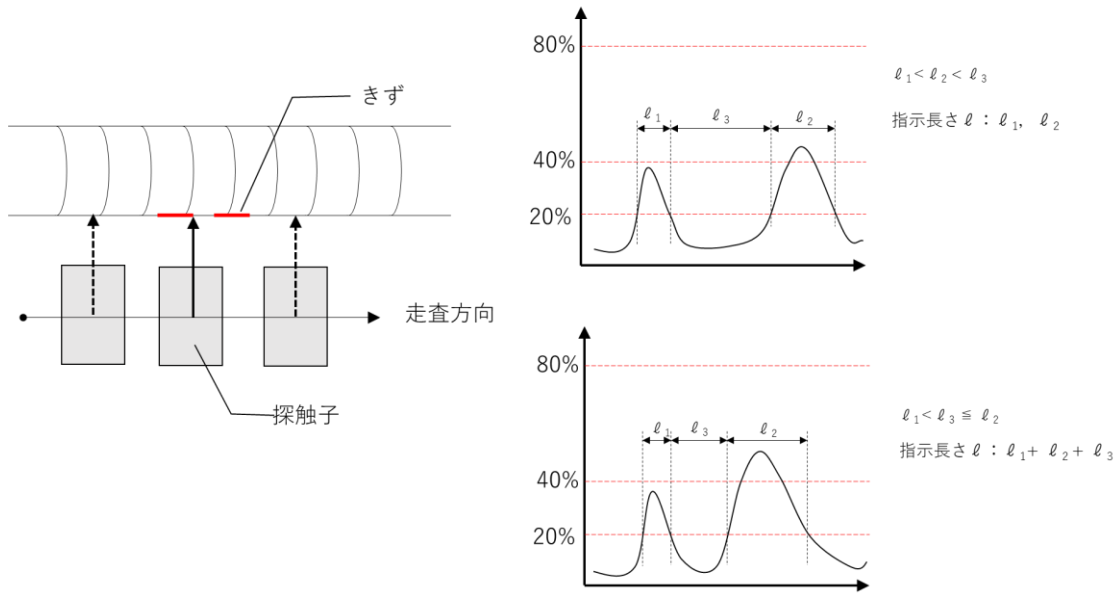 きず
走査方向
探触子
80%
40%
20%
ℓ₁
ℓ₃
ℓ₂
ℓ₁< ℓ₂ < ℓ₃
指示長さℓ：ℓ₁, ℓ₂
80%
40%
20%
ℓ₁
ℓ₃
ℓ₂
ℓ₁< ℓ₃ ≦ ℓ₂
指示長さℓ：ℓ₁+ ℓ₂+ ℓ₃